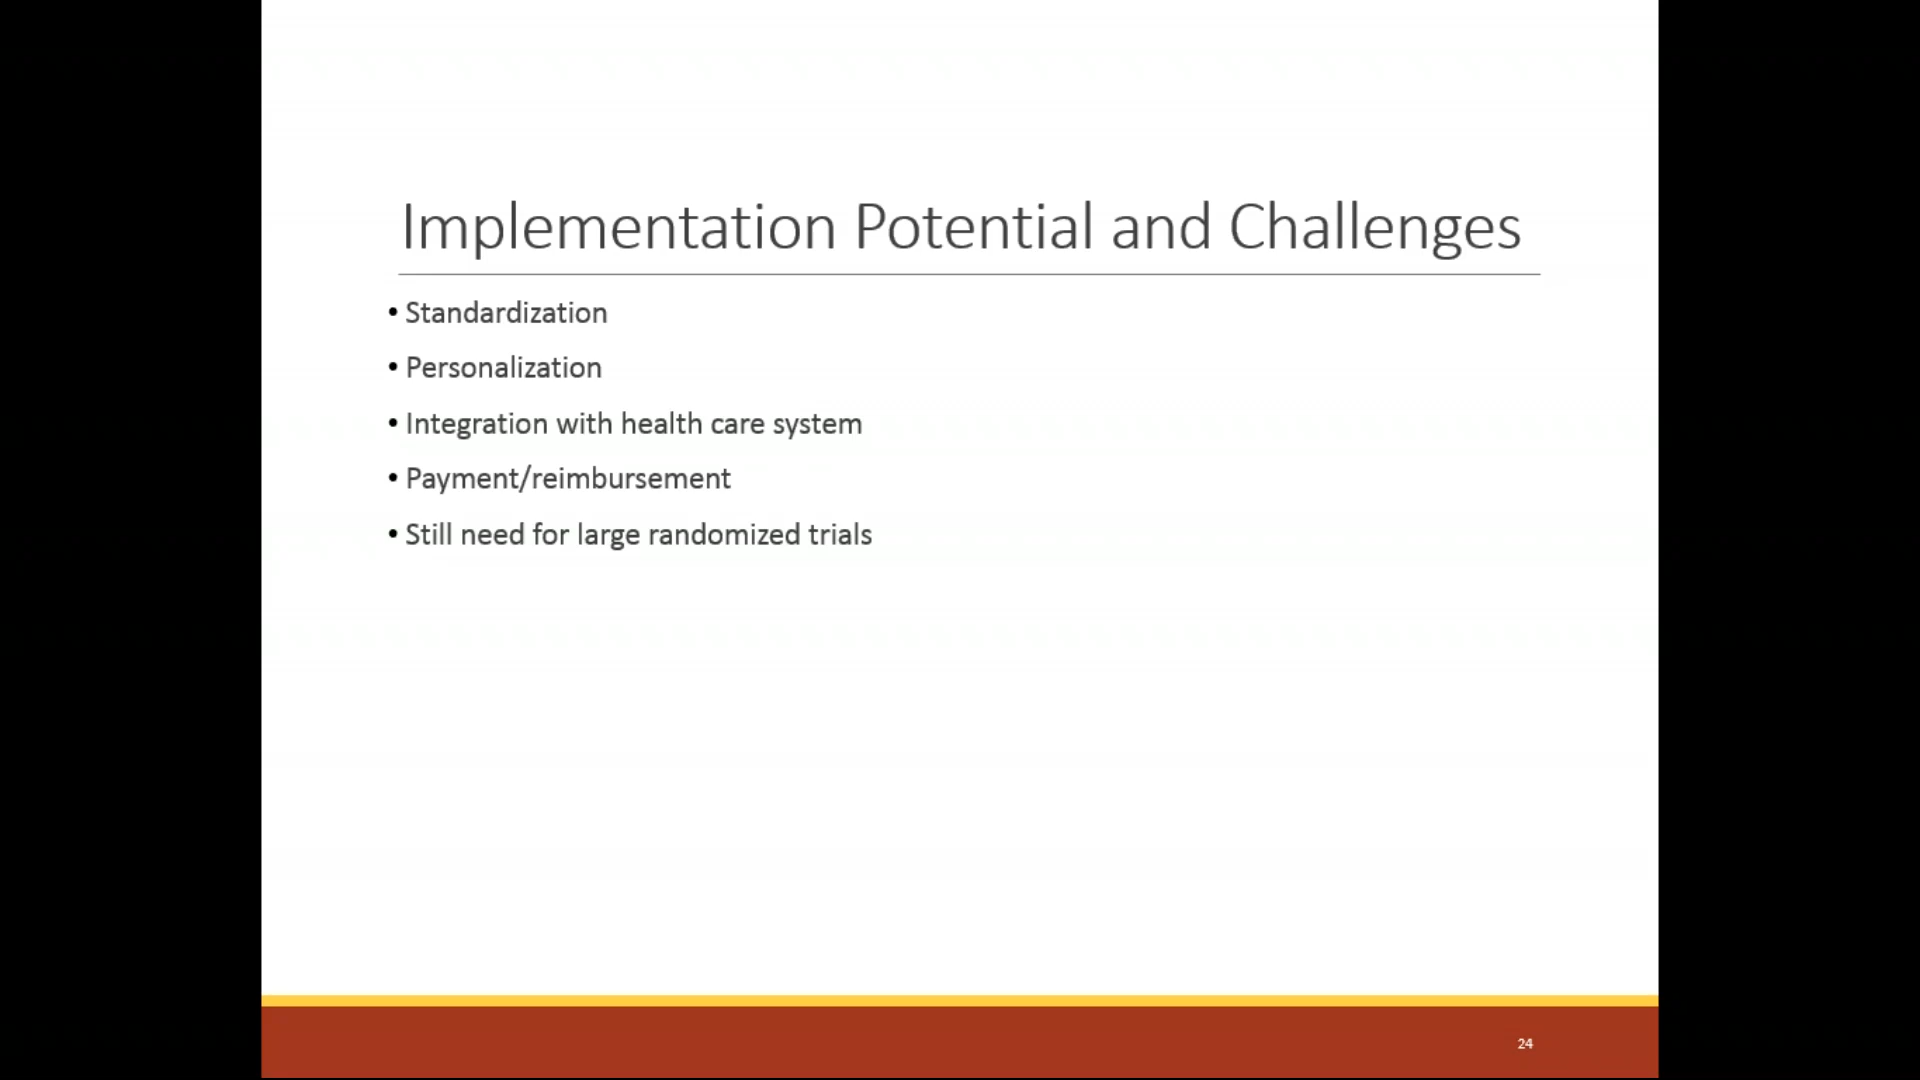 Implementation Potential and Challenges
• Standardization
• Personalization
• Integration with health care system
• Payment/reimbursement
• Still need for large randomized trials
24